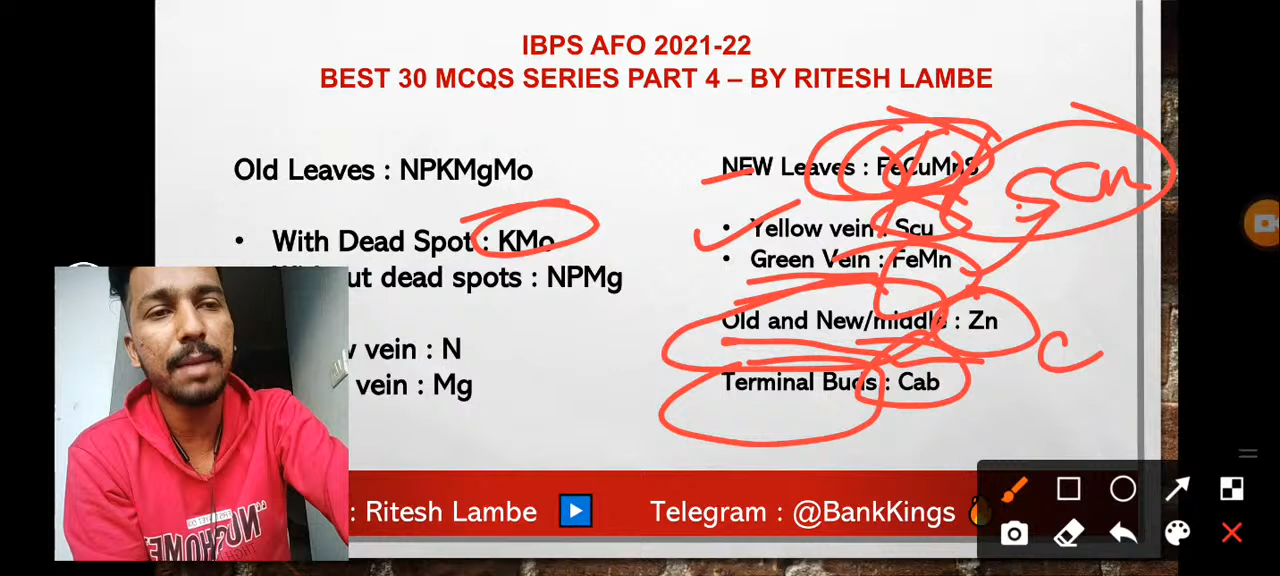 IBPS AFO 2021-22
BEST 30 MCQS SERIES PART 4 – BY RITESH LAMBE
Old Leaves : NPKMgMo
• With Dead Spot : KMo
dead spots : NPMg
vein : N
vein : Mg
NEW Leaves : FeCuMnS
• Yellow vein : Scu
• Green Vein : FeMn
Old and New/middle : Zn
Terminal Buds : Cab
C
: Ritesh Lambe
Telegram : @BankKings